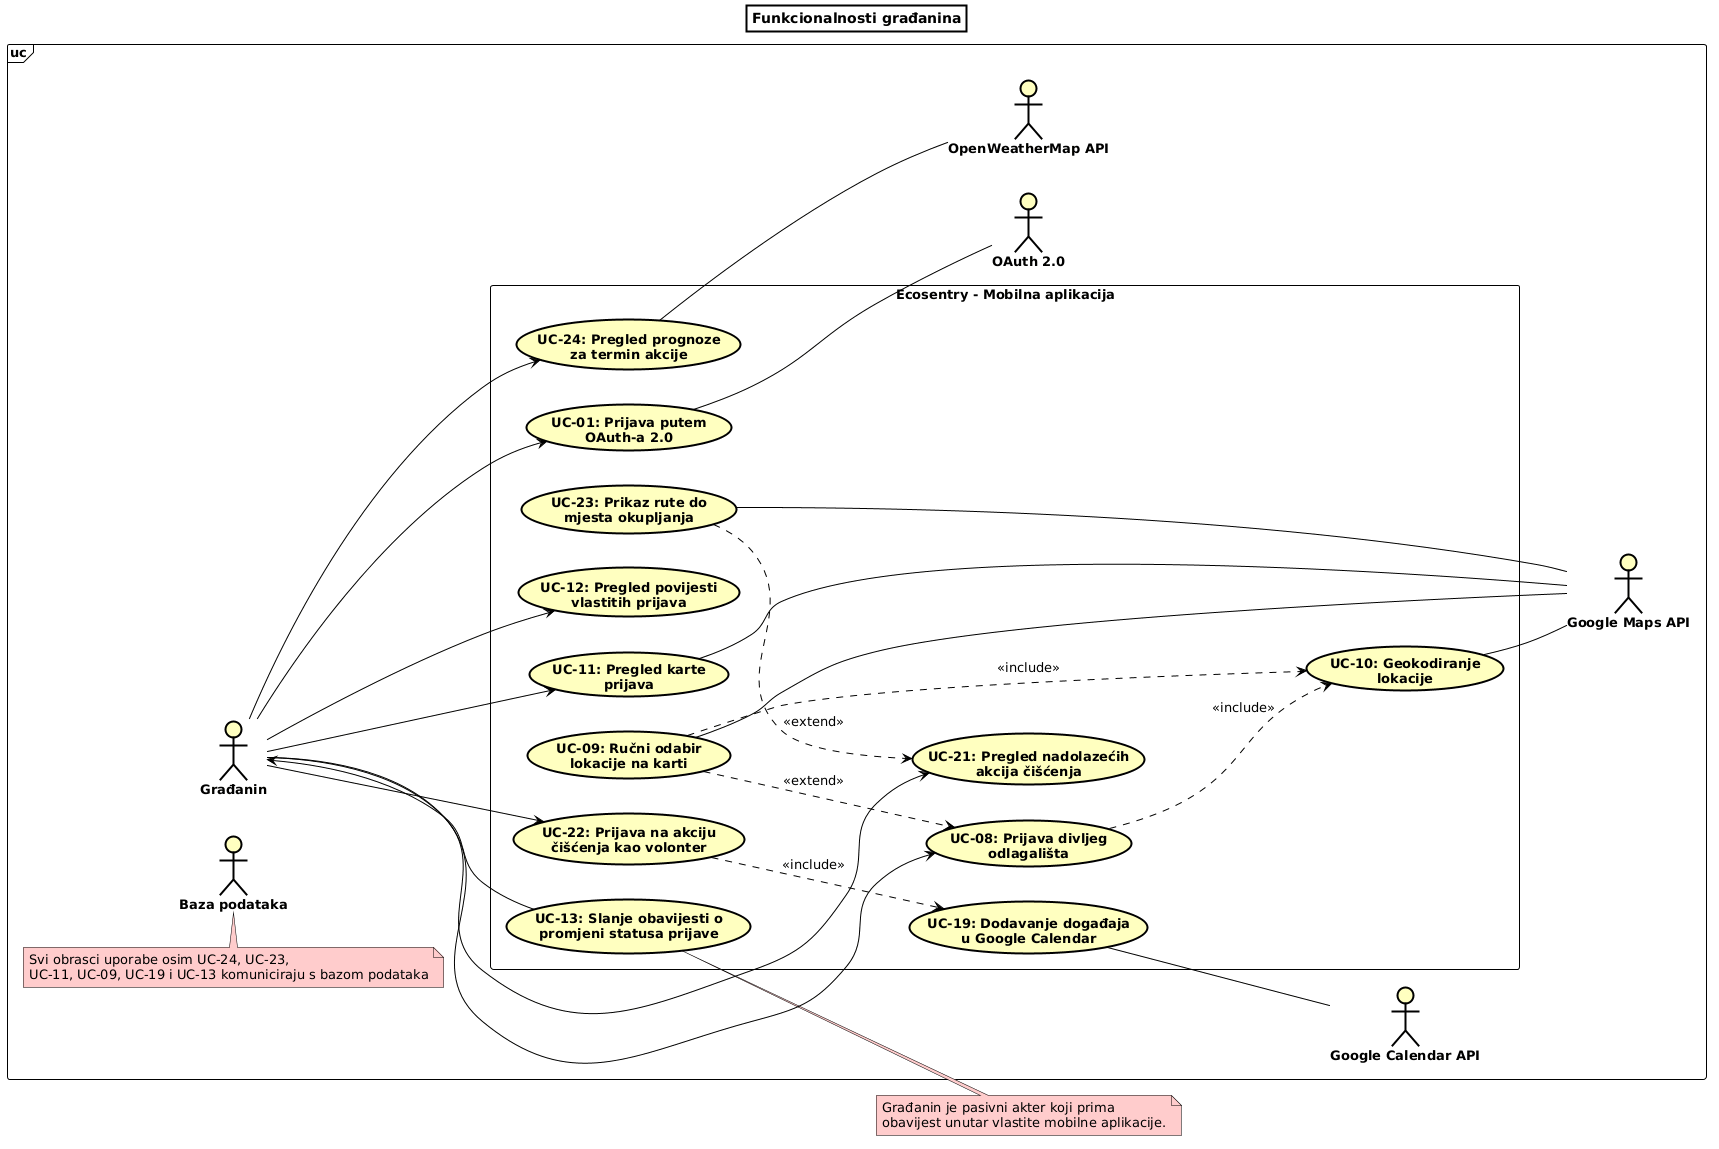 Funkcionalnosti građanina
uc
OpenWeatherMap API
OAuth 2.0
Ecosentry - Mobilna aplikacija
UC-24: Pregled prognoze
za termin akcije
UC-01: Prijava putem
OAuth-a 2.0
UC-23: Prikaz rute do
mjesta okupljanja
UC-12: Pregled povijesti
vlastitih prijava
Google Maps API
UC-11: Pregled karte
prijava
«include»
UC-10: Geokodiranje
lokacije
«include»
«extend»
UC-09: Ručni odabir
lokacije na karti
UC-21: Pregled nadolazećih
akcija čišćenja
«extend»
Građanin
UC-22: Prijava na akciju
čišćenja kao volonter
UC-08: Prijava divljeg
odlagališta
«include»
Baza podataka
UC-13: Slanje obavijesti o
promjeni statusa prijave
UC-19: Dodavanje događaja
u Google Calendar
Svi obrasci uporabe osim UC-24, UC-23,
UC-11, UC-09, UC-19 i UC-13 komuniciraju s bazom podataka
Google Calendar API
Građanin je pasivni akter koji prima
obavijest unutar vlastite mobilne aplikacije.